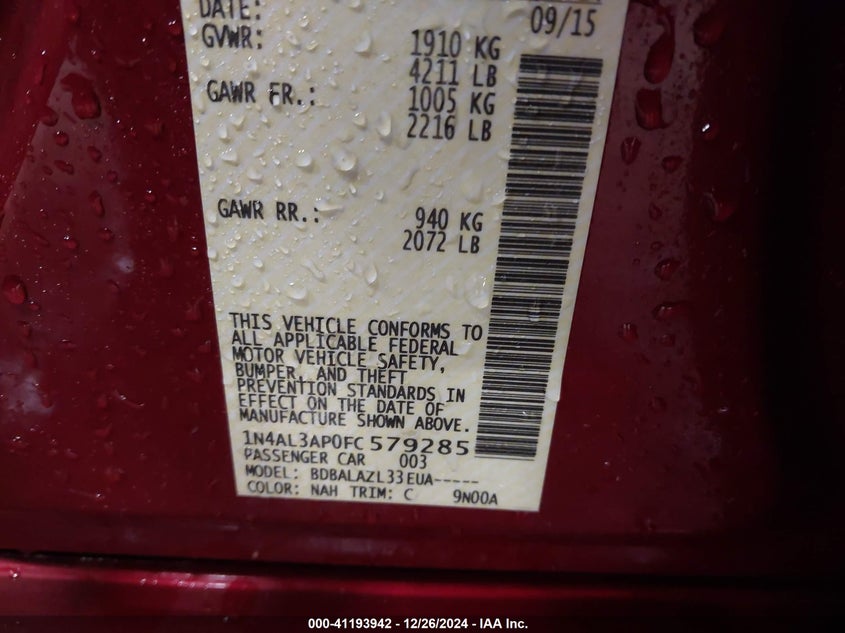 DATE: 09/15
GVWR: 1910 KG
4211 LB
GAWR FR.: 1005 KG
2216 LB
GAWR RR.: 940 KG
2072 LB
THIS VEHICLE CONFORMS TO
ALL APPLICABLE FEDERAL
MOTOR VEHICLE SAFETY,
BUMPER, AND THEFT
PREVENTION STANDARDS IN
EFFECT ON THE DATE OF
MANUFACTURE SHOWN ABOVE.
1N4AL3AP0FC579285
PASSENGER CAR 003
MODEL: BDBALAZL33EUA-----
COLOR: NAH TRIM: C 9N00A
000-41193942 - 12/26/2024 - IAA Inc.